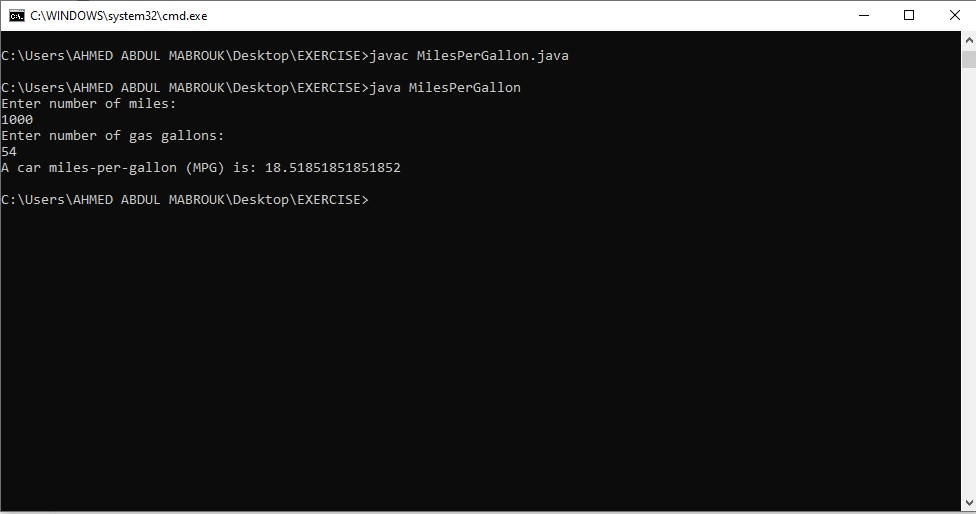 C:\WINDOWS\system32\cmd.exe
C:\Users\AHMED ABDUL MABROUK\Desktop\EXERCISE>javac MilesPerGallon.java
C:\Users\AHMED ABDUL MABROUK\Desktop\EXERCISE>java MilesPerGallon
Enter number of miles:
1000
Enter number of gas gallons:
54
A car miles-per-gallon (MPG) is: 18.51851851851852
C:\Users\AHMED ABDUL MABROUK\Desktop\EXERCISE>